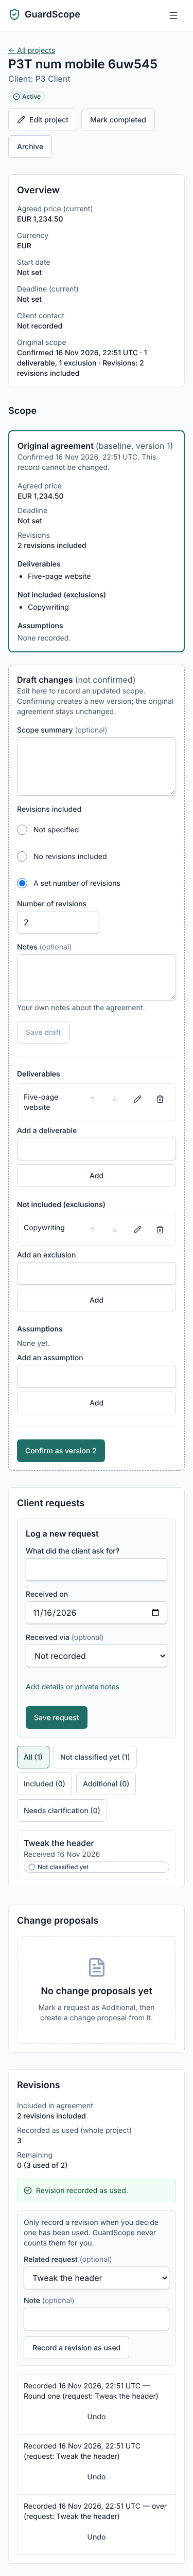 GuardScope
← All projects
P3T num mobile 6uw545
Client: P3 Client
Active
Edit project
Mark completed
Archive
Overview
Agreed price (current)
EUR 1,234.50
Currency
EUR
Start date
Not set
Deadline (current)
Not set
Client contact
Not recorded
Original scope
Confirmed 16 Nov 2026, 22:51 UTC · 1
deliverable, 1 exclusion · Revisions: 2
revisions included
Scope
Original agreement (baseline, version 1)
Confirmed 16 Nov 2026, 22:51 UTC. This
record cannot be changed.
Agreed price
EUR 1,234.50
Deadline
Not set
Revisions
2 revisions included
Deliverables
• Five-page website
Not included (exclusions)
• Copywriting
Assumptions
None recorded.
Draft changes (not confirmed)
Edit here to record an updated scope.
Confirming creates a new version; the original
agreement stays unchanged.
Scope summary (optional)
Revisions included
Not specified
No revisions included
A set number of revisions
Number of revisions
2
Notes (optional)
Your own notes about the agreement.
Save draft
Deliverables
Five-page
website
Add a deliverable
Add
Not included (exclusions)
Copywriting
Add an exclusion
Add
Assumptions
None yet.
Add an assumption
Add
Confirm as version 2
Client requests
Log a new request
What did the client ask for?
Received on
11/16/2026
Received via (optional)
Not recorded
Add details or private notes
Save request
All (1)
Not classified yet (1)
Included (0)
Additional (0)
Needs clarification (0)
Tweak the header
Received 16 Nov 2026
Not classified yet
Change proposals
No change proposals yet
Mark a request as Additional, then
create a change proposal from it.
Revisions
Included in agreement
2 revisions included
Recorded as used (whole project)
3
Remaining
0 (3 used of 2)
Revision recorded as used.
Only record a revision when you decide
one has been used. GuardScope never
counts them for you.
Related request (optional)
Tweak the header
Note (optional)
Record a revision as used
Recorded 16 Nov 2026, 22:51 UTC —
Round one (request: Tweak the header)
Undo
Recorded 16 Nov 2026, 22:51 UTC
(request: Tweak the header)
Undo
Recorded 16 Nov 2026, 22:51 UTC — over
(request: Tweak the header)
Undo